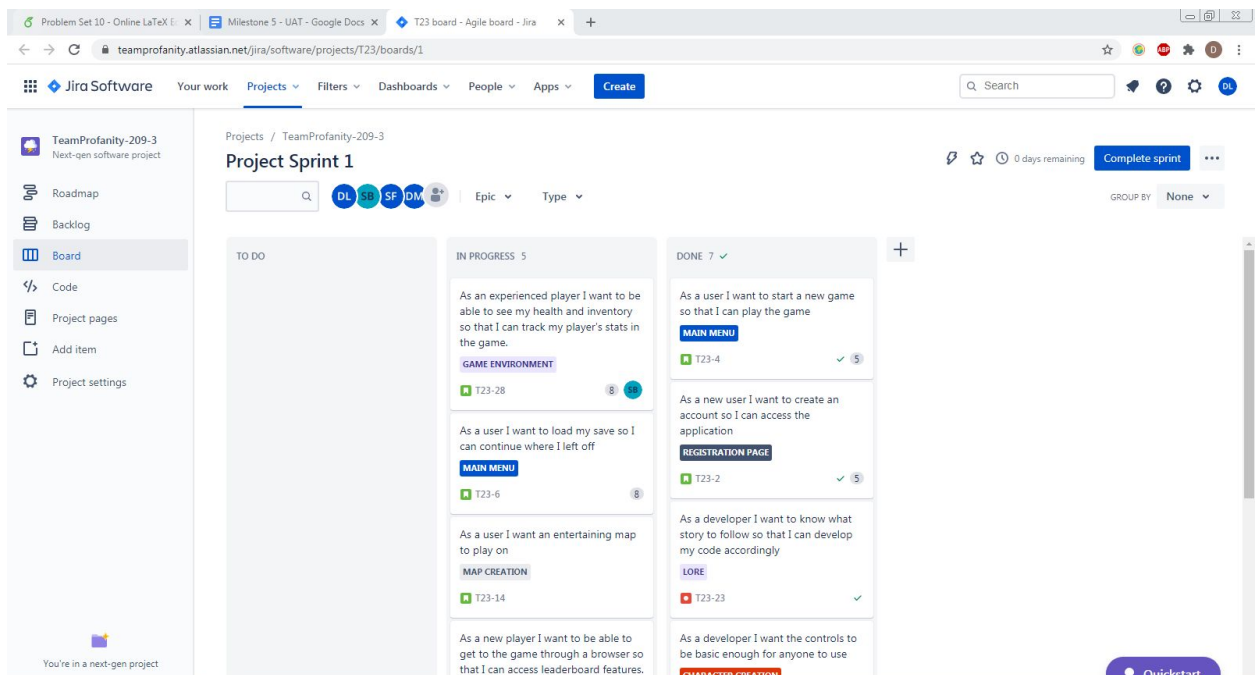 Problem Set 10 - Online LaTeX E
Milestone 5 - UAT - Google Docs
T23 board - Agile board - Jira
teamprofanity.atlassian.net/jira/software/projects/T23/boards/1
ABP
D
Jira Software
Your work
Projects
Filters
Dashboards
People
Apps
Create
Search
DL
TeamProfanity-209-3
Next-gen software project
Roadmap
Backlog
Board
Code
Project pages
Add item
Project settings
You're in a next-gen project
Projects / TeamProfanity-209-3
Project Sprint 1
0 days remaining
Complete sprint
DL SB SF DM
Epic
Type
GROUP BY None
TO DO
IN PROGRESS 5
As an experienced player I want to be
able to see my health and inventory
so that I can track my player's stats in
the game.
GAME ENVIRONMENT
T23-28 8 SB
As a user I want to load my save so I
can continue where I left off
MAIN MENU
T23-6 8
As a user I want an entertaining map
to play on
MAP CREATION
T23-14
As a new player I want to be able to
get to the game through a browser so
that I can access leaderboard features.
DONE 7
As a user I want to start a new game
so that I can play the game
MAIN MENU
T23-4 5
As a new user I want to create an
account so I can access the
application
REGISTRATION PAGE
T23-2 5
As a developer I want to know what
story to follow so that I can develop
my code accordingly
LORE
T23-23
As a developer I want the controls to
be basic enough for anyone to use
CHARACTER CREATION
Quickstart